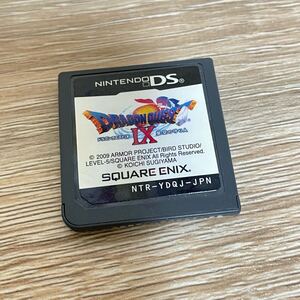 NINTENDO DS
DRAGON QUEST
IX
© 2009 ARMOR PROJECT/BIRD STUDIO/
LEVEL-5/SQUARE ENIX All Rights Reserved.
© KOICHI SUGIYAMA
SQUARE ENIX.
NTR-YDQJ-JPN